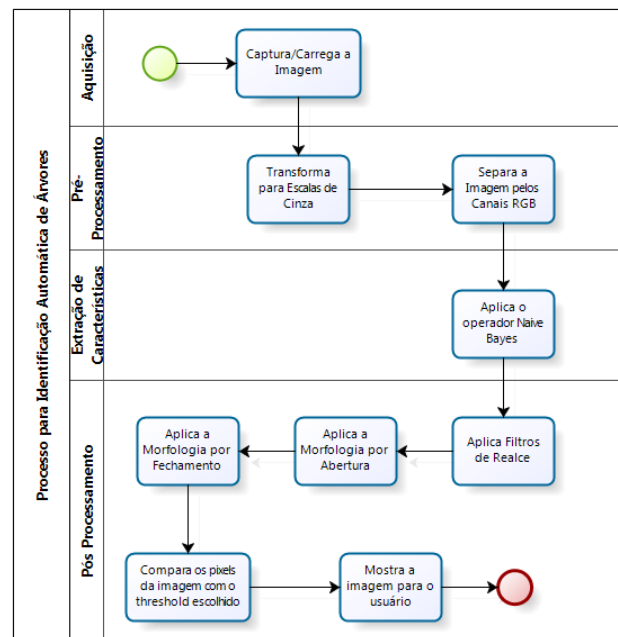 Processo para Identificação Automática de Árvores
Aquisição
Captura/Carrega a
Imagem
Pré-
Processamento
Transforma
para Escalas de
Cinza
Separa a
Imagem pelos
Canais RGB
Extração de
Características
Aplica o
operador Naive
Bayes
Pós Processamento
Aplica a
Morfologia por
Fechamento
Aplica a
Morfologia por
Abertura
Aplica Filtros
de Realce
Compara os pixels
da imagem com o
threshold escolhido
Mostra a
imagem para o
usuário